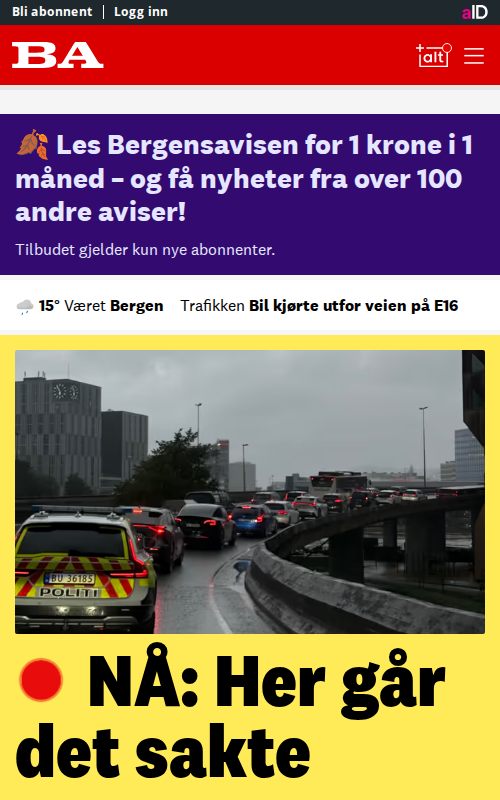 Bli abonnent | Logg inn
aID
BA
+alt
Les Bergensavisen for 1 krone i 1
måned – og få nyheter fra over 100
andre aviser!
Tilbudet gjelder kun nye abonnenter.
15° Været Bergen Trafikken Bil kjørte utfor veien på E16
BU 36185
POLITI
NÅ: Her går
det sakte